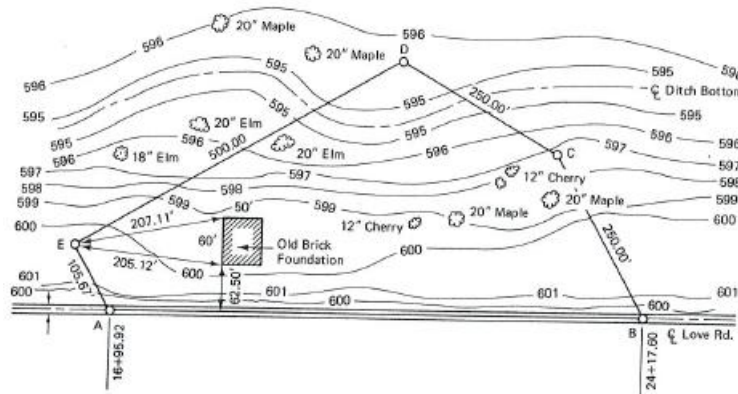 20" Maple
596
596
596
20" Maple
D
595
595
595
℄ Ditch Bottom
250.00'
595
595
595
595
595
596
20" Elm
500.00
596
20" Elm
596
596
C
18" Elm
597
597
597
12" Cherry
598
598
598
599
50'
599
20" Maple
20" Maple
12" Cherry
599
600
207.11'
600
E
60'
Old Brick
Foundation
205.12'
600
250.00'
105.67'
62.50'
601
601
601
601
600
600
600
A
B
℄ Love Rd.
16+95.92
24+17.60